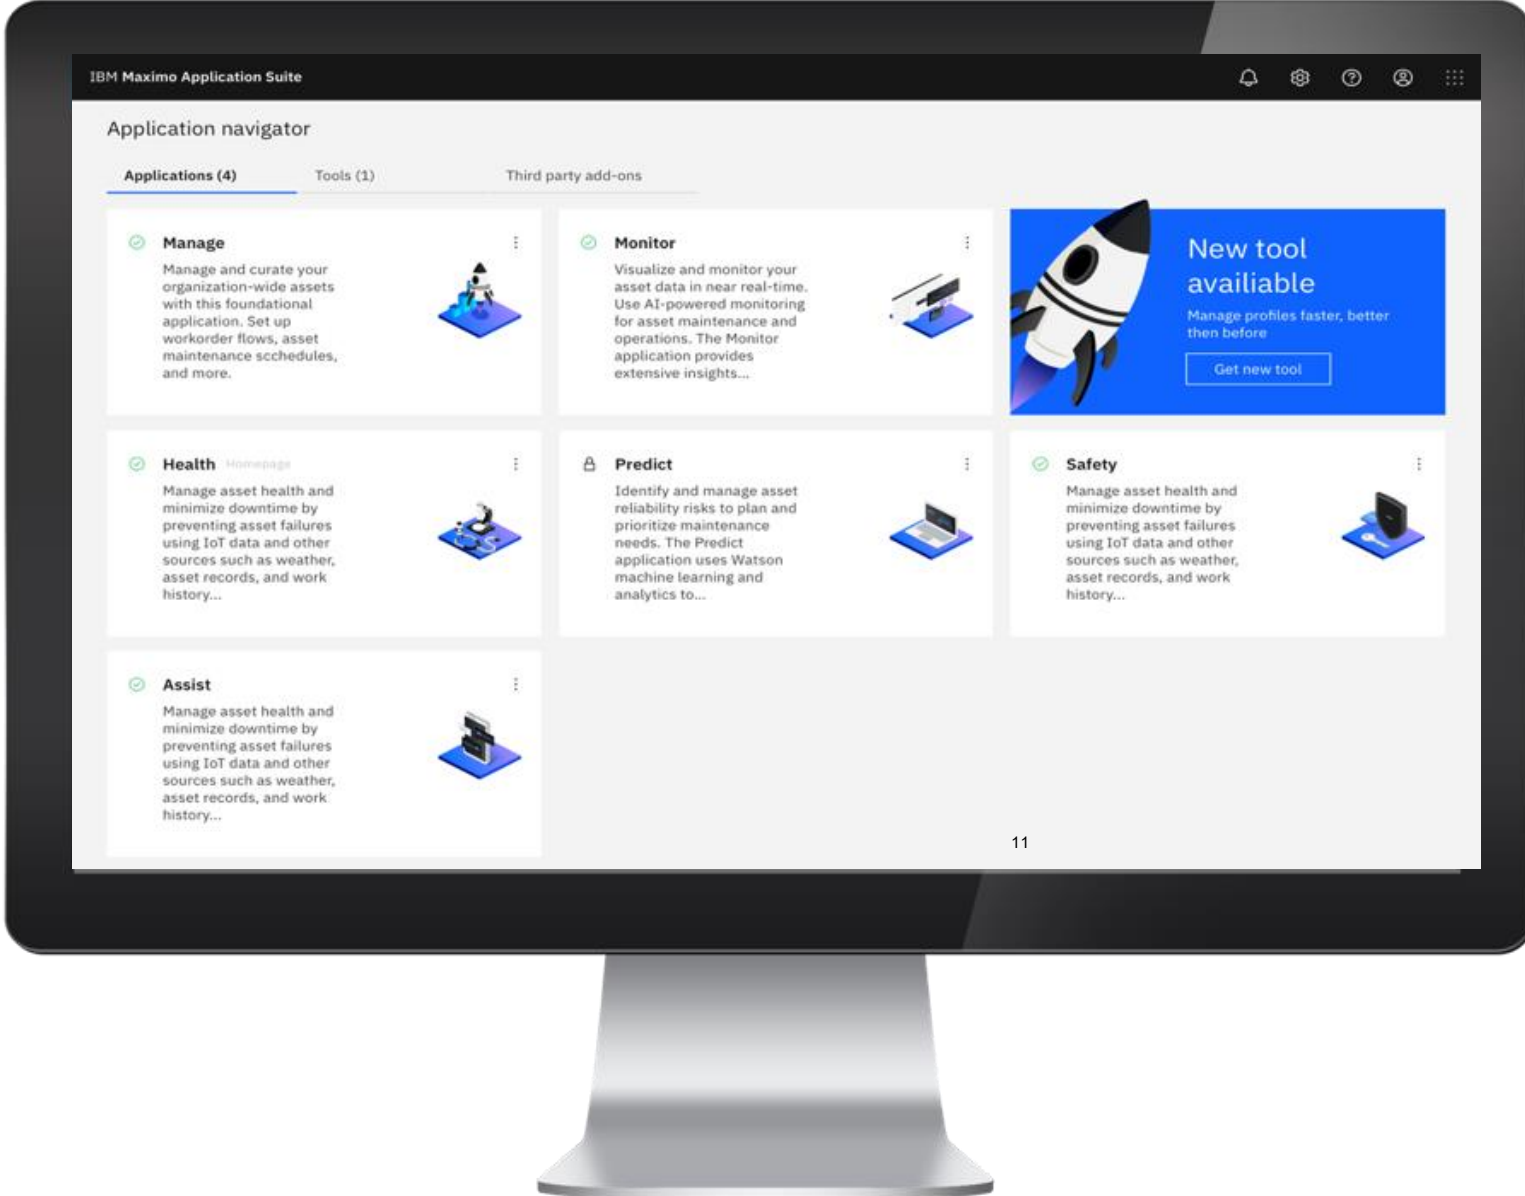 IBM Maximo Application Suite
Application navigator
Applications (4)
Tools (1)
Third party add-ons
Manage
Manage and curate your
organization-wide assets
with this foundational
application. Set up
workorder flows, asset
maintenance scchedules,
and more.
Monitor
Visualize and monitor your
asset data in near real-time.
Use AI-powered monitoring
for asset maintenance and
operations. The Monitor
application provides
extensive insights...
New tool
availiable
Manage profiles faster, better
then before
Get new tool
Health Homepage
Manage asset health and
minimize downtime by
preventing asset failures
using IoT data and other
sources such as weather,
asset records, and work
history...
Predict
Identify and manage asset
reliability risks to plan and
prioritize maintenance
needs. The Predict
application uses Watson
machine learning and
analytics to...
Safety
Manage asset health and
minimize downtime by
preventing asset failures
using IoT data and other
sources such as weather,
asset records, and work
history...
Assist
Manage asset health and
minimize downtime by
preventing asset failures
using IoT data and other
sources such as weather,
asset records, and work
history...
11